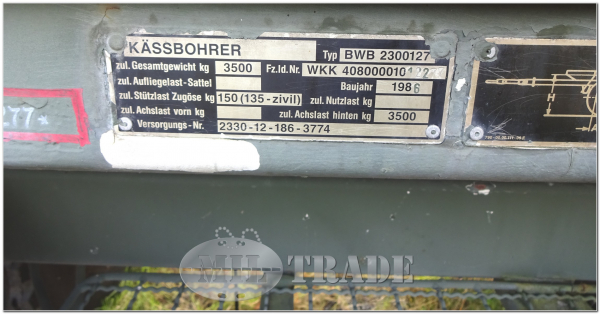 KÄSSBOHRER Typ BWB 2300127
zul. Gesamtgewicht kg 3500 Fz.Id.Nr. WKK 4080000101
zul. Aufliegelast-Sattel Baujahr 1986
zul. Stützlast Zugöse kg 150 (135-zivil) zul. Nutzlast kg
zul. Achslast vorn kg zul. Achslast hinten kg 3500
Versorgungs-Nr. 2330-12-186-3774
277*
H
MIL-TRADE